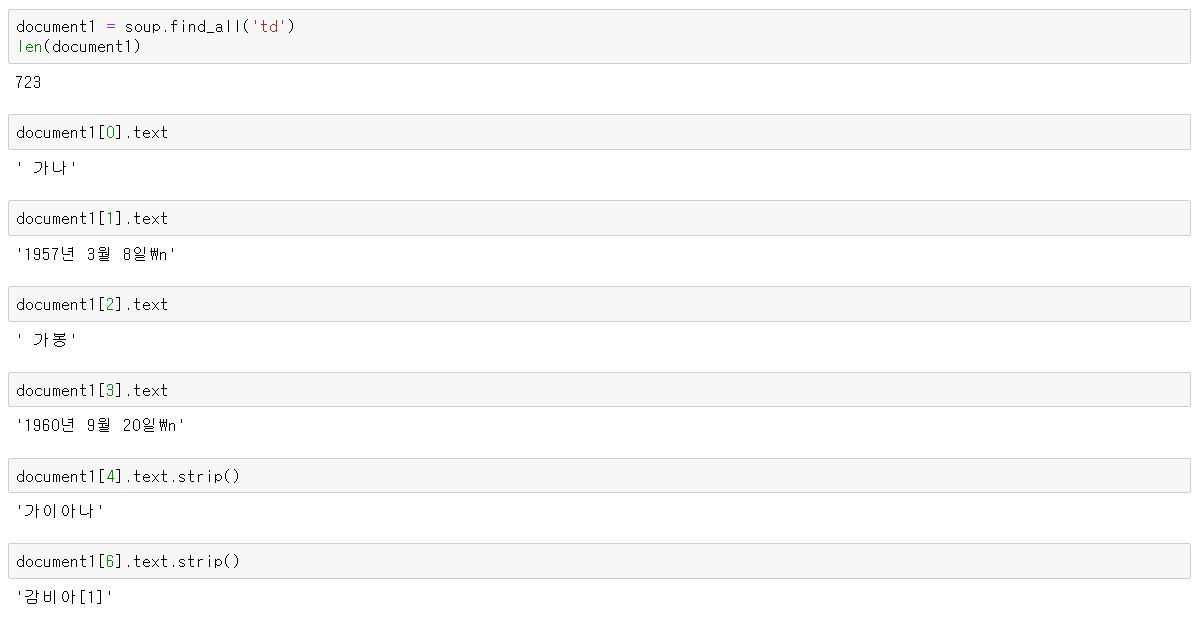 document1 = soup.find_all('td')
len(document1)
723
document1[0].text
' 가나'
document1[1].text
'1957년 3월 8일₩n'
document1[2].text
' 가봉'
document1[3].text
'1960년 9월 20일₩n'
document1[4].text.strip()
'가이아나'
document1[6].text.strip()
'감비아[1]'